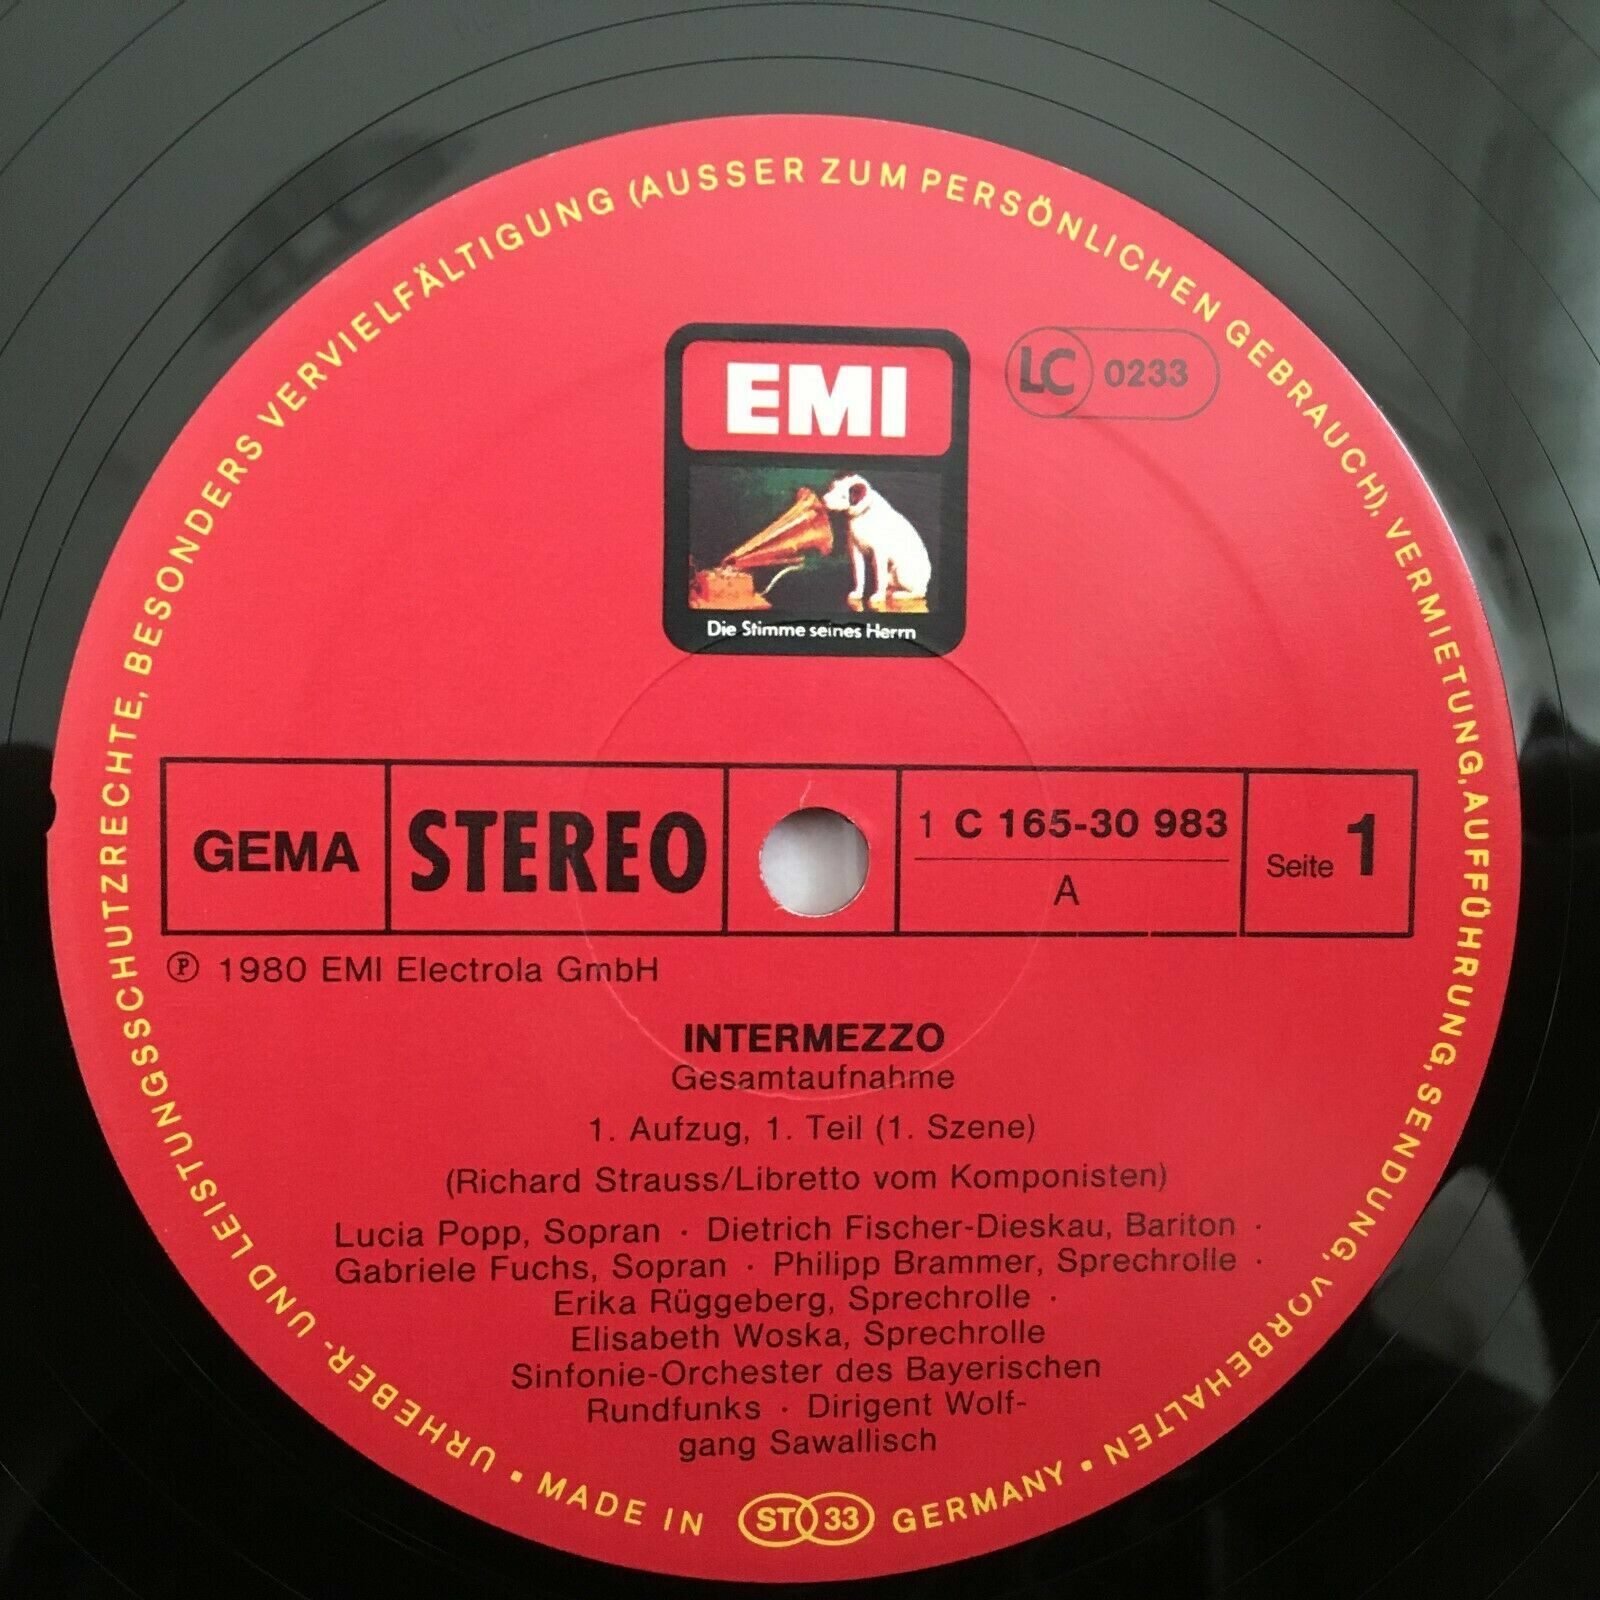 URHEBER- UND LEISTUNGSSCHUTZRECHTE, BESONDERS VERVIELFÄLTIGUNG (AUSSER ZUM PERSÖNLICHEN GEBRAUCH), VERMIETUNG, AUFFÜHRUNG, SENDUNG, VORBEHALTEN •
EMI
LC 0233
Die Stimme seines Herrn
GEMA
STEREO
1 C 165-30 983
A
Seite 1
Ⓟ 1980 EMI Electrola GmbH
INTERMEZZO
Gesamtaufnahme
1. Aufzug, 1. Teil (1. Szene)
(Richard Strauss/Libretto vom Komponisten)
Lucia Popp, Sopran · Dietrich Fischer-Dieskau, Bariton ·
Gabriele Fuchs, Sopran · Philipp Brammer, Sprechrolle ·
Erika Rüggeberg, Sprechrolle ·
Elisabeth Woska, Sprechrolle
Sinfonie-Orchester des Bayerischen
Rundfunks · Dirigent Wolf-
gang Sawallisch
• MADE IN ST 33 GERMANY